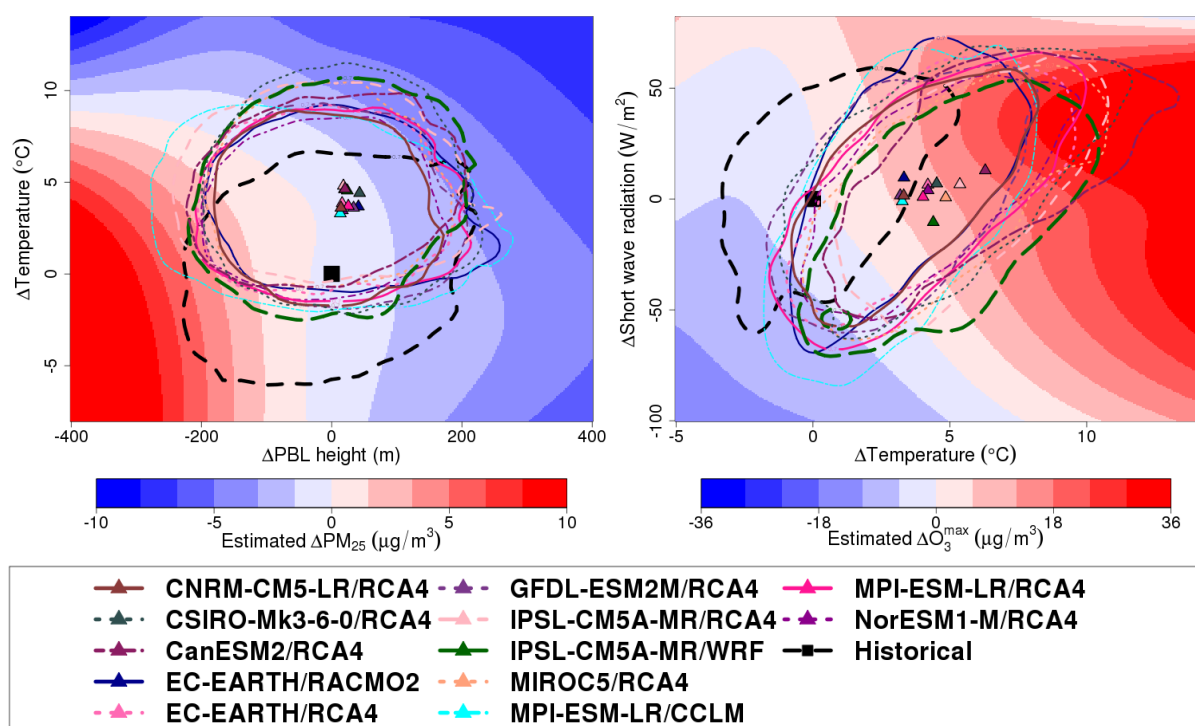 10
5
0
-5
ΔTemperature (°C)
-400
-200
0
200
400
ΔPBL height (m)
50
0
-50
-100
ΔShort wave radiation (W/m²)
-5
0
5
10
ΔTemperature (°C)
-10
-5
0
5
10
Estimated ΔPM₂₅ (μg/m³)
-36
-18
0
18
36
Estimated ΔO₃ᵐᵃˣ (μg/m³)
CNRM-CM5-LR/RCA4
GFDL-ESM2M/RCA4
MPI-ESM-LR/RCA4
CSIRO-Mk3-6-0/RCA4
IPSL-CM5A-MR/RCA4
NorESM1-M/RCA4
CanESM2/RCA4
IPSL-CM5A-MR/WRF
Historical
EC-EARTH/RACMO2
MIROC5/RCA4
EC-EARTH/RCA4
MPI-ESM-LR/CCLM